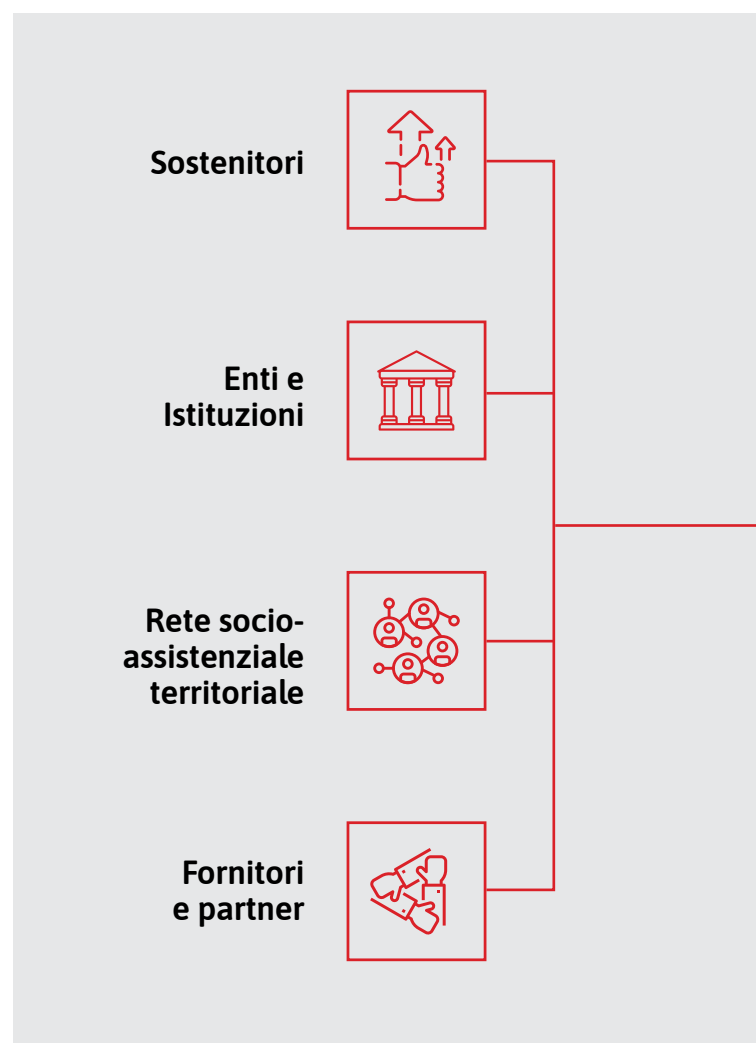 Sostenitori
Enti e
Istituzioni
Rete socio-
assistenziale
territoriale
Fornitori
e partner